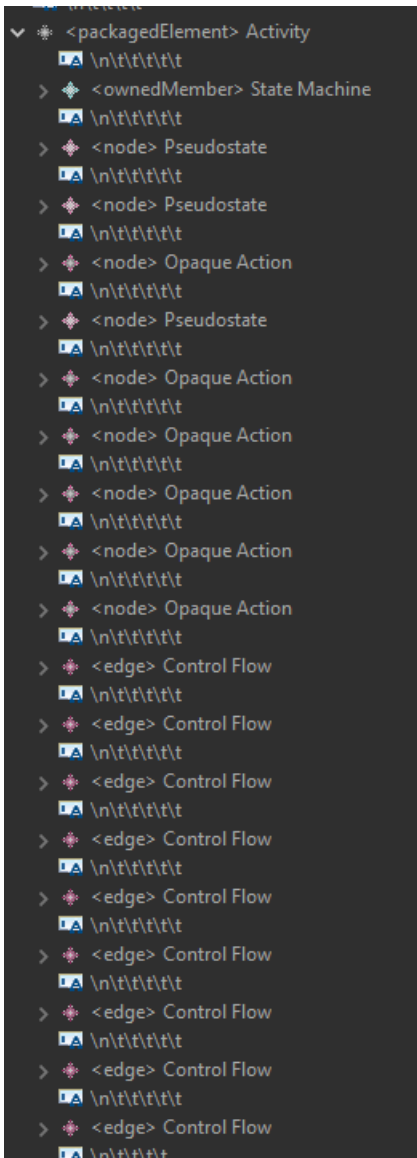 <packagedElement> Activity
\n\t\t\t\t\t
<ownedMember> State Machine
\n\t\t\t\t\t
<node> Pseudostate
\n\t\t\t\t\t
<node> Pseudostate
\n\t\t\t\t\t
<node> Opaque Action
\n\t\t\t\t\t
<node> Pseudostate
\n\t\t\t\t\t
<node> Opaque Action
\n\t\t\t\t\t
<node> Opaque Action
\n\t\t\t\t\t
<node> Opaque Action
\n\t\t\t\t\t
<node> Opaque Action
\n\t\t\t\t\t
<node> Opaque Action
\n\t\t\t\t\t
<edge> Control Flow
\n\t\t\t\t\t
<edge> Control Flow
\n\t\t\t\t\t
<edge> Control Flow
\n\t\t\t\t\t
<edge> Control Flow
\n\t\t\t\t\t
<edge> Control Flow
\n\t\t\t\t\t
<edge> Control Flow
\n\t\t\t\t\t
<edge> Control Flow
\n\t\t\t\t\t
<edge> Control Flow
\n\t\t\t\t\t
<edge> Control Flow